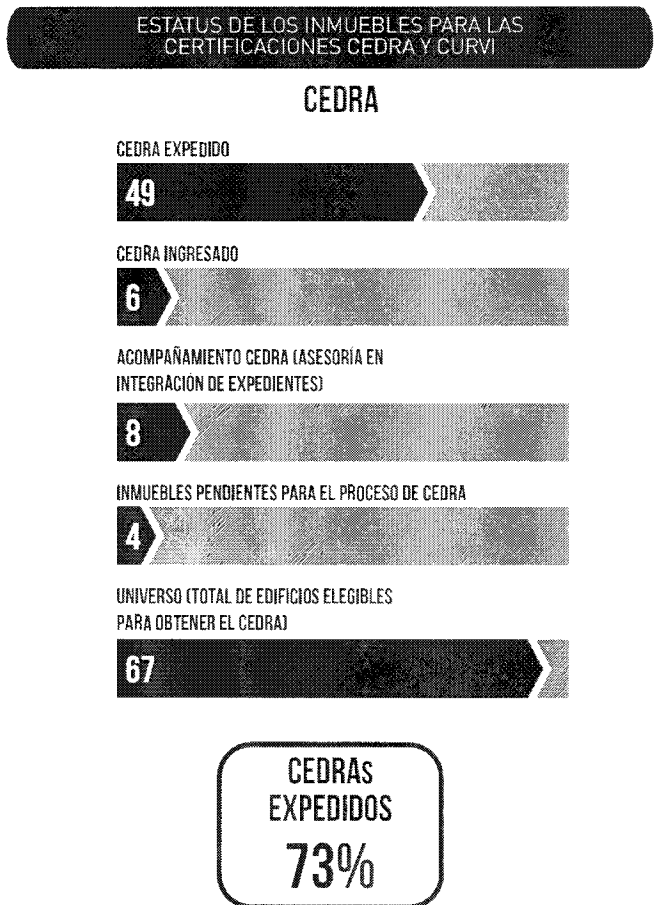 ESTATUS DE LOS INMUEBLES PARA LAS
CERTIFICACIONES CEDRA Y CURVI
CEDRA
CEDRA EXPEDIDO
49
CEDRA INGRESADO
6
ACOMPAÑAMIENTO CEDRA (ASESORÍA EN
INTEGRACIÓN DE EXPEDIENTES)
8
INMUEBLES PENDIENTES PARA EL PROCESO DE CEDRA
4
UNIVERSO (TOTAL DE EDIFICIOS ELEGIBLES
PARA OBTENER EL CEDRA)
67
CEDRAs
EXPEDIDOS
73%